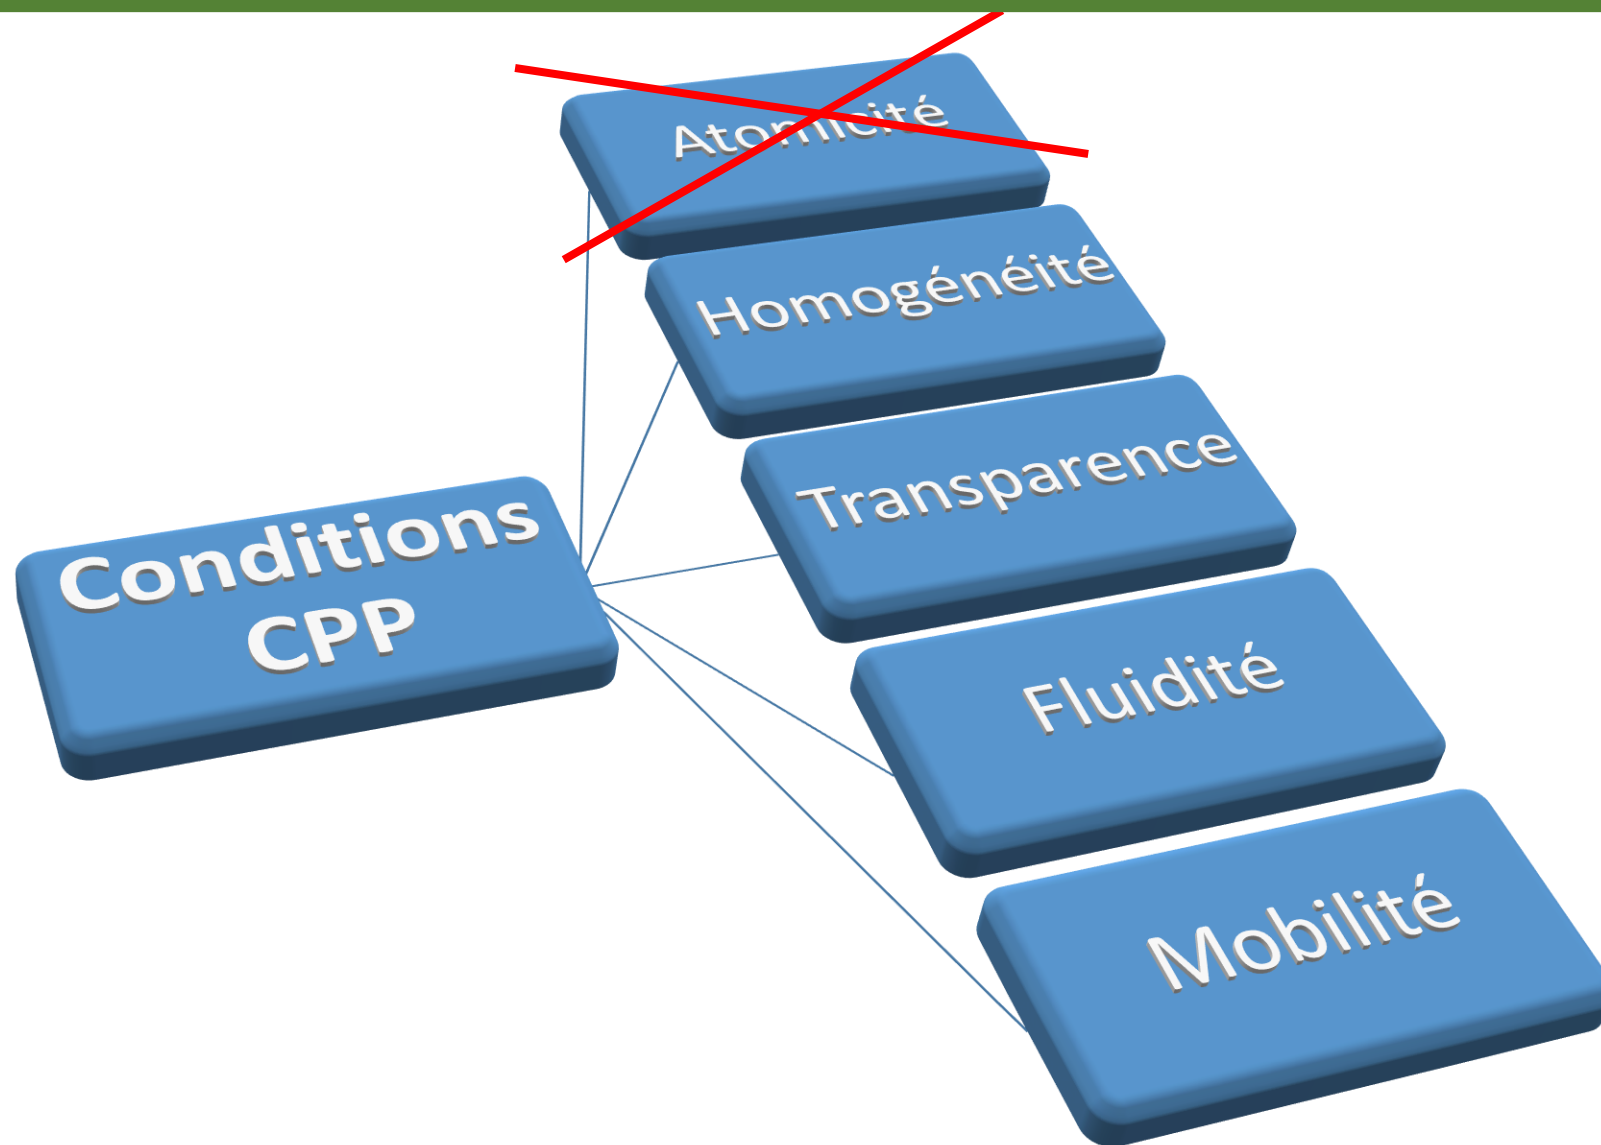 Atomicité
Homogénéité
Transparence
Conditions
CPP
Fluidité
Mobilité